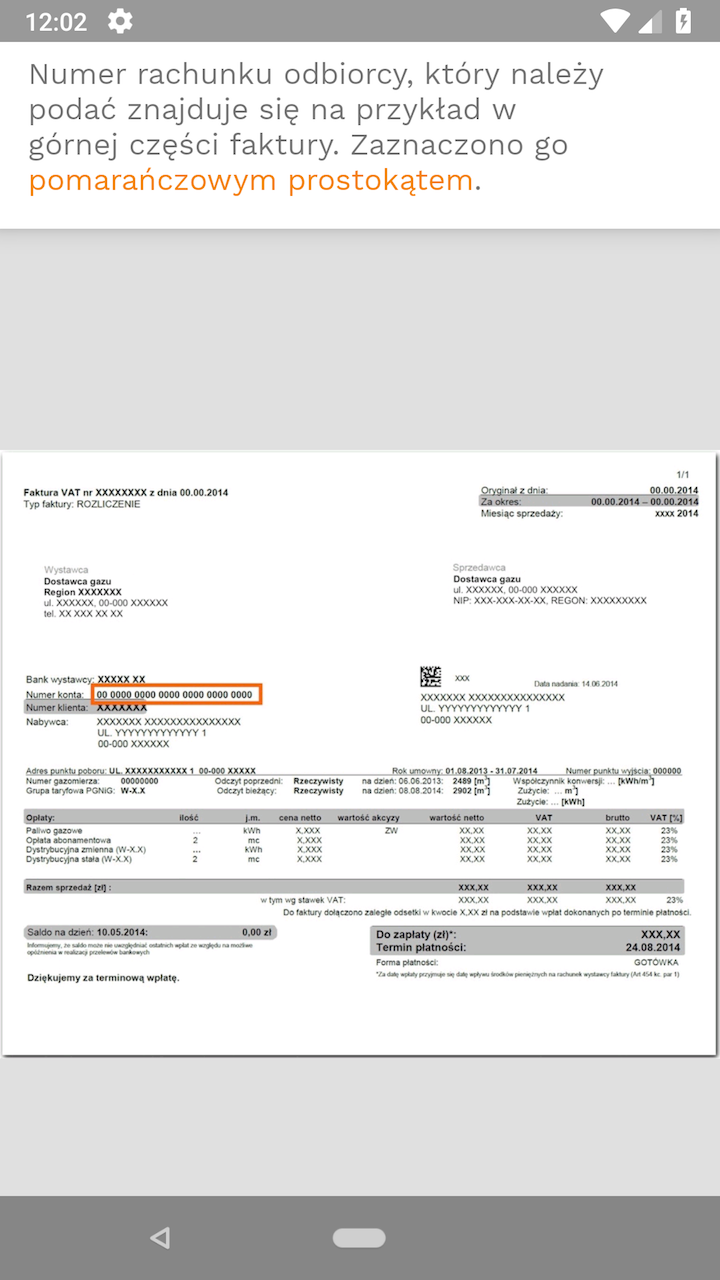 12:02
Numer rachunku odbiorcy, który należy
podać znajduje się na przykład w
górnej części faktury. Zaznaczono go
pomarańczowym prostokątem.
1/1
Faktura VAT nr XXXXXXXX z dnia 00.00.2014
Typ faktury: ROZLICZENIE
Oryginał z dnia: 00.00.2014
Za okres: 00.00.2014 – 00.00.2014
Miesiąc sprzedaży: xxxx 2014
Wystawca
Dostawca gazu
Region XXXXXXX
ul. XXXXXX, 00-000 XXXXXX
tel. XX XXX XX XX
Sprzedawca
Dostawca gazu
ul. XXXXXX, 00-000 XXXXXX
NIP: XXX-XXX-XX-XX, REGON: XXXXXXXXX
Bank wystawcy: XXXXX XX
Numer konta: 00 0000 0000 0000 0000 0000 0000
Numer klienta: XXXXXXX
Nabywca: XXXXXXX XXXXXXXXXXXXXXX
UL. YYYYYYYYYYYYY 1
00-000 XXXXXX
xxx
Data nadania: 14.06.2014
XXXXXXX XXXXXXXXXXXXXXX
UL. YYYYYYYYYYYYY 1
00-000 XXXXXX
Adres punktu poboru: UL. XXXXXXXXXXX 1 00-000 XXXXX Rok umowny: 01.08.2013 - 31.07.2014 Numer punktu wyjścia: 000000
Numer gazomierza: 00000000 Odczyt poprzedni: Rzeczywisty na dzień: 06.06.2013: 2489 [m³] Współczynnik konwersji: ... [kWh/m³]
Grupa taryfowa PGNiG: W-X.X Odczyt bieżący: Rzeczywisty na dzień: 08.08.2014: 2902 [m³] Zużycie: ... m³]
Zużycie: ... [kWh]
Opłaty: ilość j.m. cena netto wartość akcyzy wartość netto VAT brutto VAT [%]
Paliwo gazowe ... kWh X,XXX ZW XX,XX XX,XX XX,XX 23%
Opłata abonamentowa 2 mc X,XXX XX,XX XX,XX XX,XX 23%
Dystrybucyjna zmienna (W-X.X) ... kWh X,XXX XX,XX XX,XX XX,XX 23%
Dystrybucyjna stała (W-X.X) 2 mc X,XXX XX,XX XX,XX XX,XX 23%
Razem sprzedaż [zł] : XXX,XX XXX,XX XXX,XX
w tym wg stawek VAT: XXX,XX XXX,XX XXX,XX 23%
Do faktury dołączono zaległe odsetki w kwocie X,XX zł na podstawie wpłat dokonanych po terminie płatności.
Saldo na dzień: 10.05.2014: 0,00 zł
Informujemy, że saldo może nie uwzględniać ostatnich wpłat ze względu na możliwe
opóźnienia w realizacji przelewów bankowych
Do zapłaty (zł)*: XXX,XX
Termin płatności: 24.08.2014
Forma płatności: GOTÓWKA
*Za datę wpłaty przyjmuje się datę wpływu środków pieniężnych na rachunek wystawcy faktury (Art 454 kc. par 1)
Dziękujemy za terminową wpłatę.